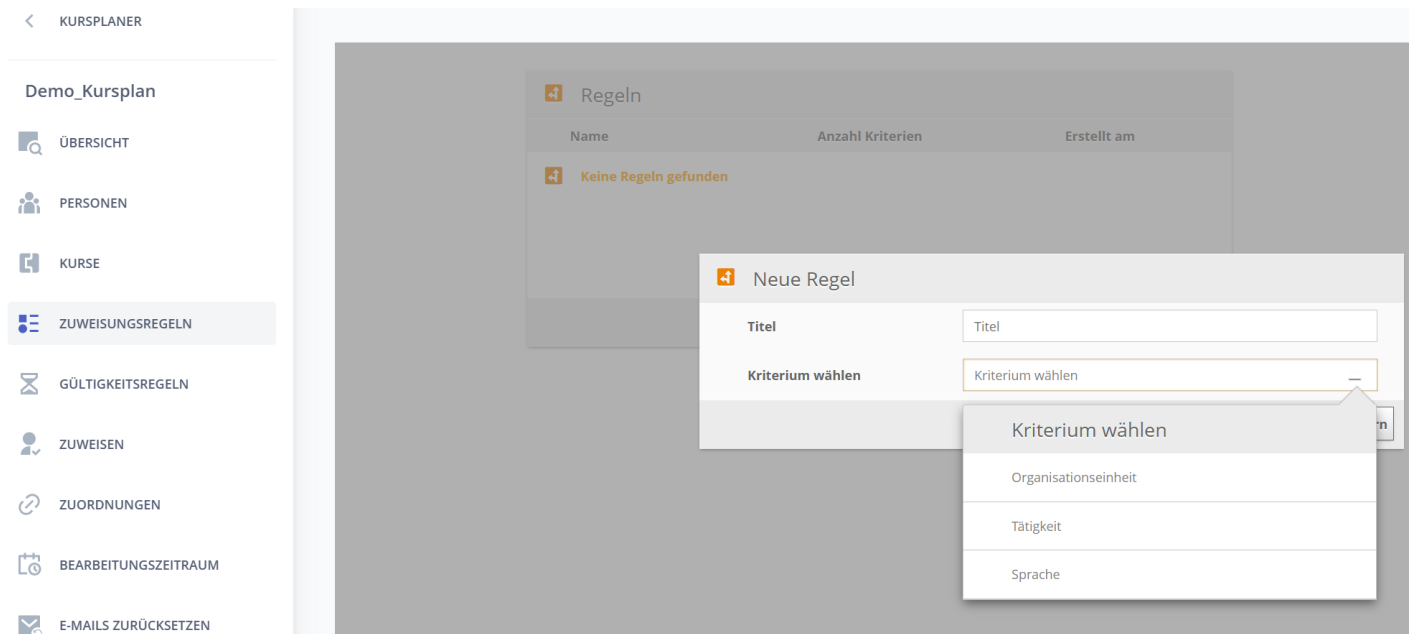 KURSPLANER
Demo_Kursplan
ÜBERSICHT
PERSONEN
KURSE
ZUWEISUNGSREGELN
GÜLTIGKEITSREGELN
ZUWEISEN
ZUORDNUNGEN
BEARBEITUNGSZEITRAUM
E-MAILS ZURÜCKSETZEN
Regeln
Name Anzahl Kriterien Erstellt am
Keine Regeln gefunden
Neue Regel
Titel Titel
Kriterium wählen Kriterium wählen
Kriterium wählen
Organisationseinheit
Tätigkeit
Sprache